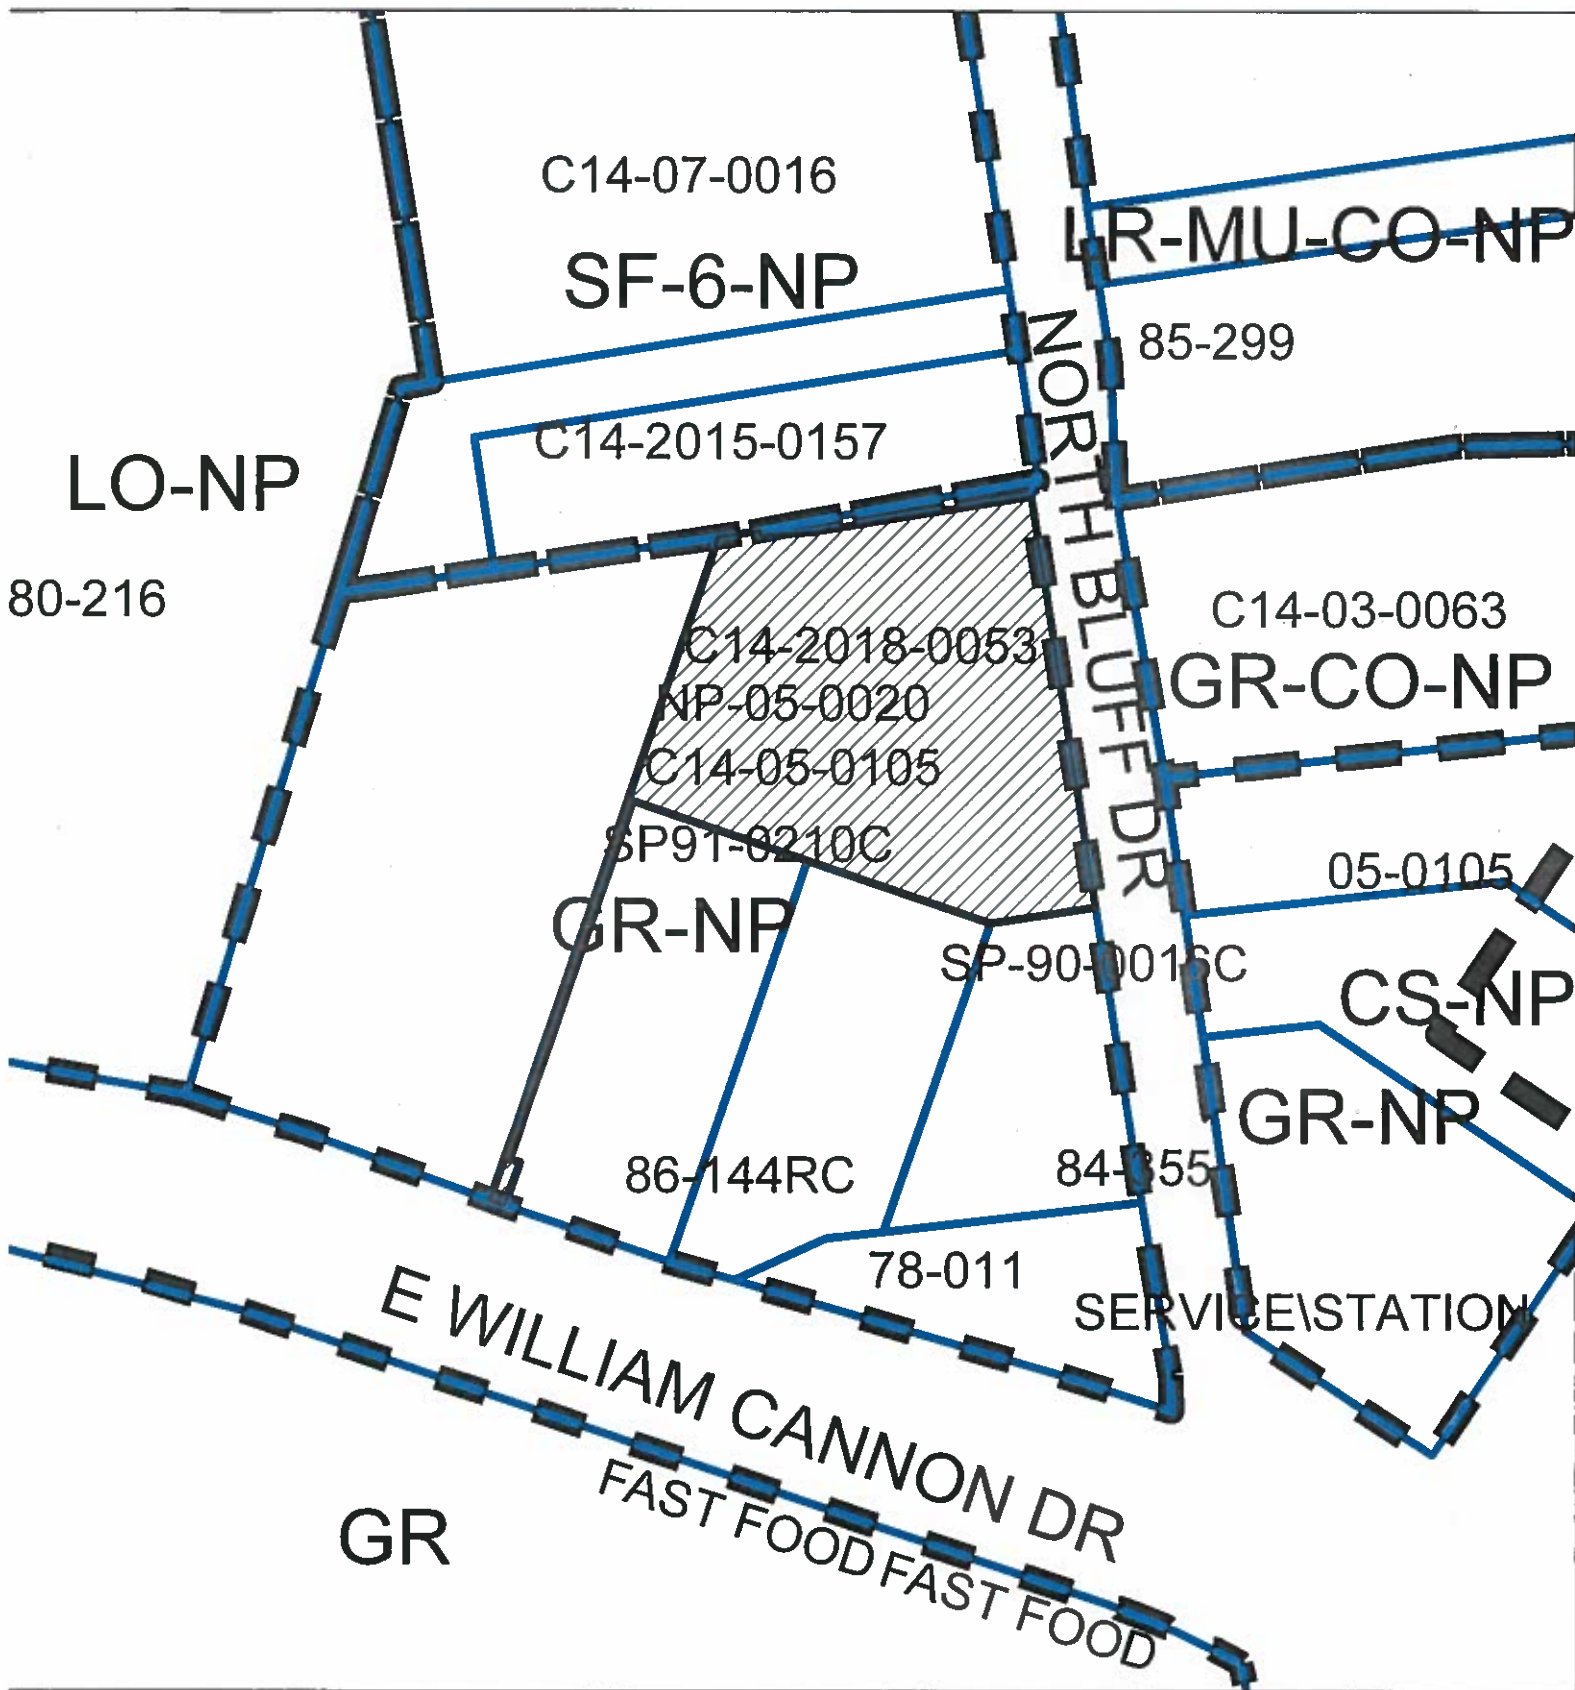 C14-07-0016
LR-MU-CO-NP
SF-6-NP
85-299
C14-2015-0157
LO-NP
NORTH BLUFF DR
80-216
C14-03-0063
C14-2018-0053
GR-CO-NP
NP-05-0020
C14-05-0105
SP91-0210C
05-0105
GR-NP
SP-90-0016C
CS-NP
GR-NP
86-144RC
84-355
78-011
SERVICE\STATION
E WILLIAM CANNON DR
FAST FOOD
FAST FOOD
GR